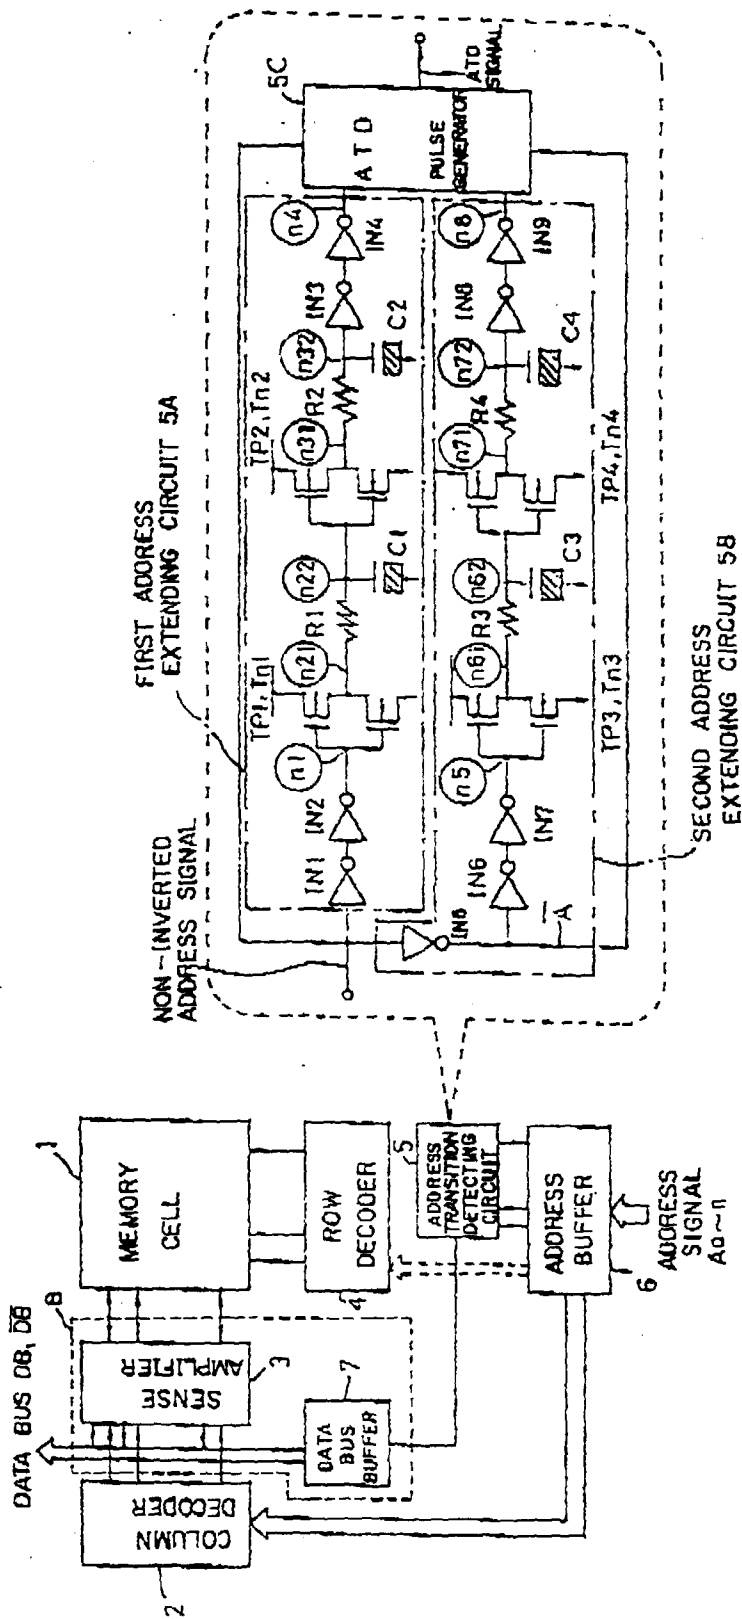 DATA BUS DB, DB
8
1
MEMORY
CELL
SENSE
AMPLIFIER
3
COLUMN
DECODER
2
7
DATA
BUS
BUFFER
ROW
DECODER
4
5
ADDRESS
TRANSITION
DETECTING
CIRCUIT
ADDRESS
BUFFER
6
ADDRESS
SIGNAL
Ao~n
NON-INVERTED
ADDRESS SIGNAL
FIRST ADDRESS
EXTENDING CIRCUIT 5A
IN1
IN2
n1
TP1,Tn1
n21
R1
n22
C1
TP2,Tn2
n31
R2
n32
C2
IN3
IN4
n4
5C
ATD
PULSE
GENERATOR
ATD
SIGNAL
IN5
A
IN6
IN7
n5
TP3,Tn3
n61
R3
n62
C3
TP4,Tn4
n71
R4
n72
C4
IN8
IN9
n8
SECOND ADDRESS
EXTENDING CIRCUIT 5B